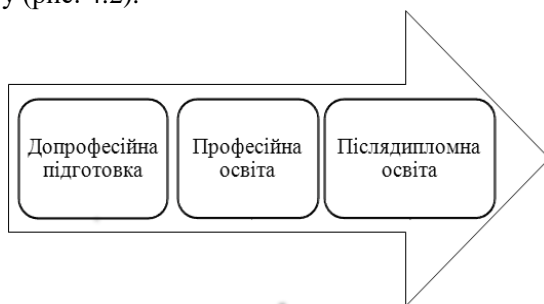 у (рис. 4.2).
Допрофесійна
підготовка
Професійна
освіта
Післядипломна
освіта